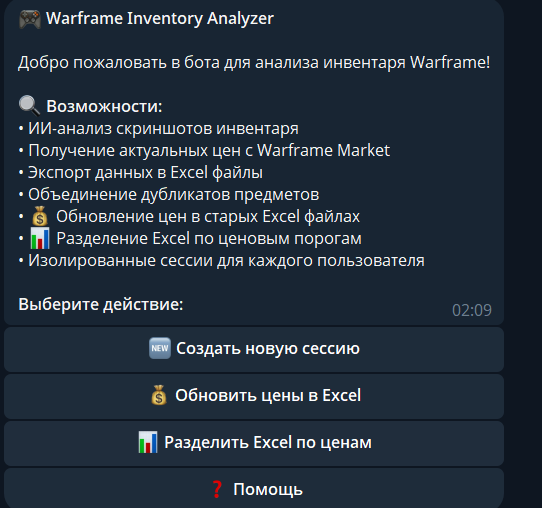 🎮 Warframe Inventory Analyzer
Добро пожаловать в бота для анализа инвентаря Warframe!
🔍 Возможности:
• ИИ-анализ скриншотов инвентаря
• Получение актуальных цен с Warframe Market
• Экспорт данных в Excel файлы
• Объединение дубликатов предметов
• 💰 Обновление цен в старых Excel файлах
• 📊 Разделение Excel по ценовым порогам
• Изолированные сессии для каждого пользователя
Выберите действие:
02:09
🆕 Создать новую сессию
💰 Обновить цены в Excel
📊 Разделить Excel по ценам
❓ Помощь